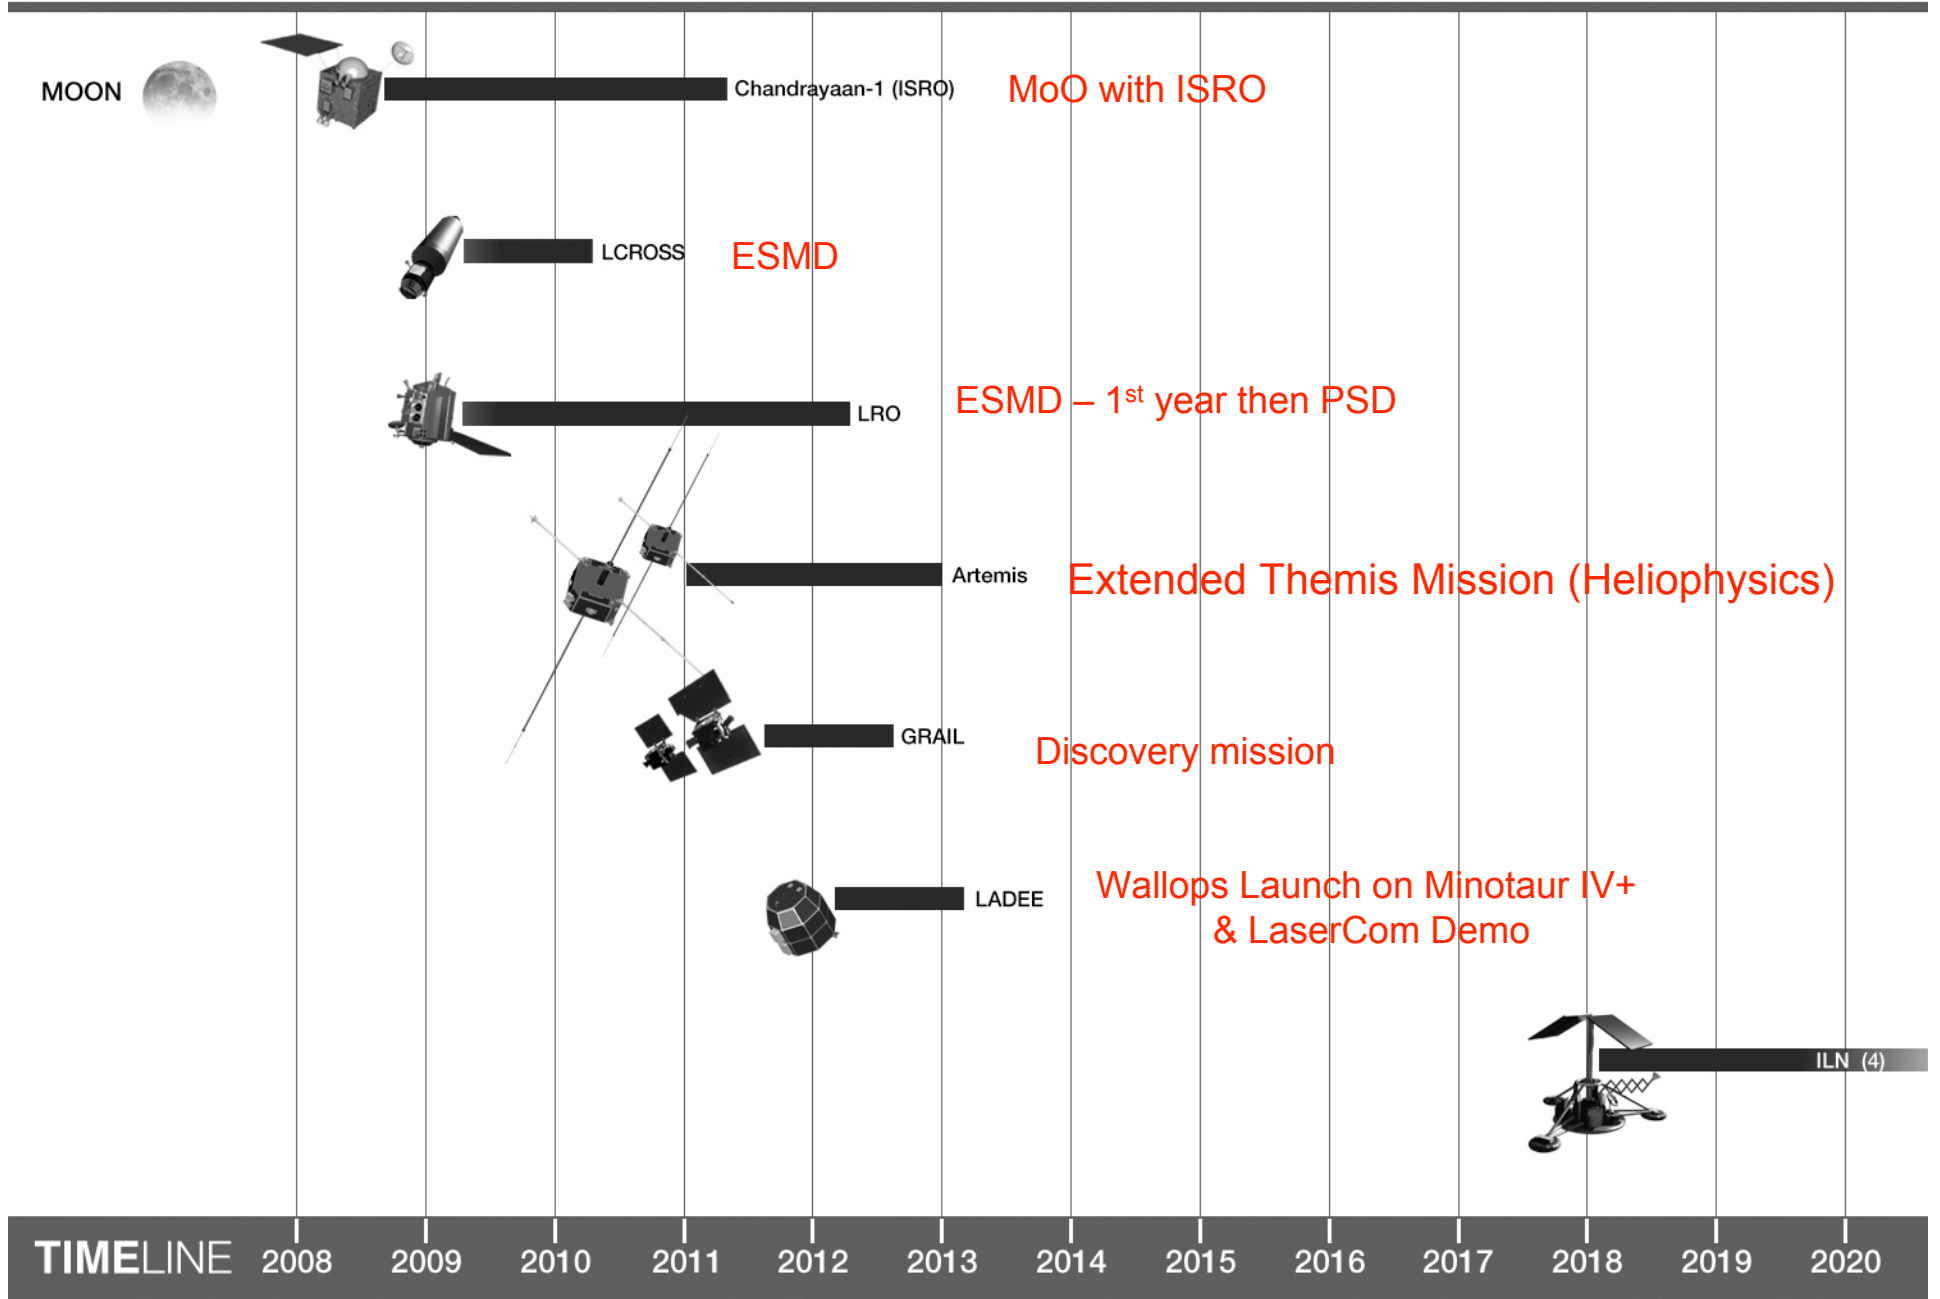 MOON
Chandrayaan-1 (ISRO)
MoO with ISRO
LCROSS
ESMD
LRO
ESMD – 1st year then PSD
Artemis
Extended Themis Mission (Heliophysics)
GRAIL
Discovery mission
LADEE
Wallops Launch on Minotaur IV+
& LaserCom Demo
ILN (4)
TIMELINE 2008 2009 2010 2011 2012 2013 2014 2015 2016 2017 2018 2019 2020